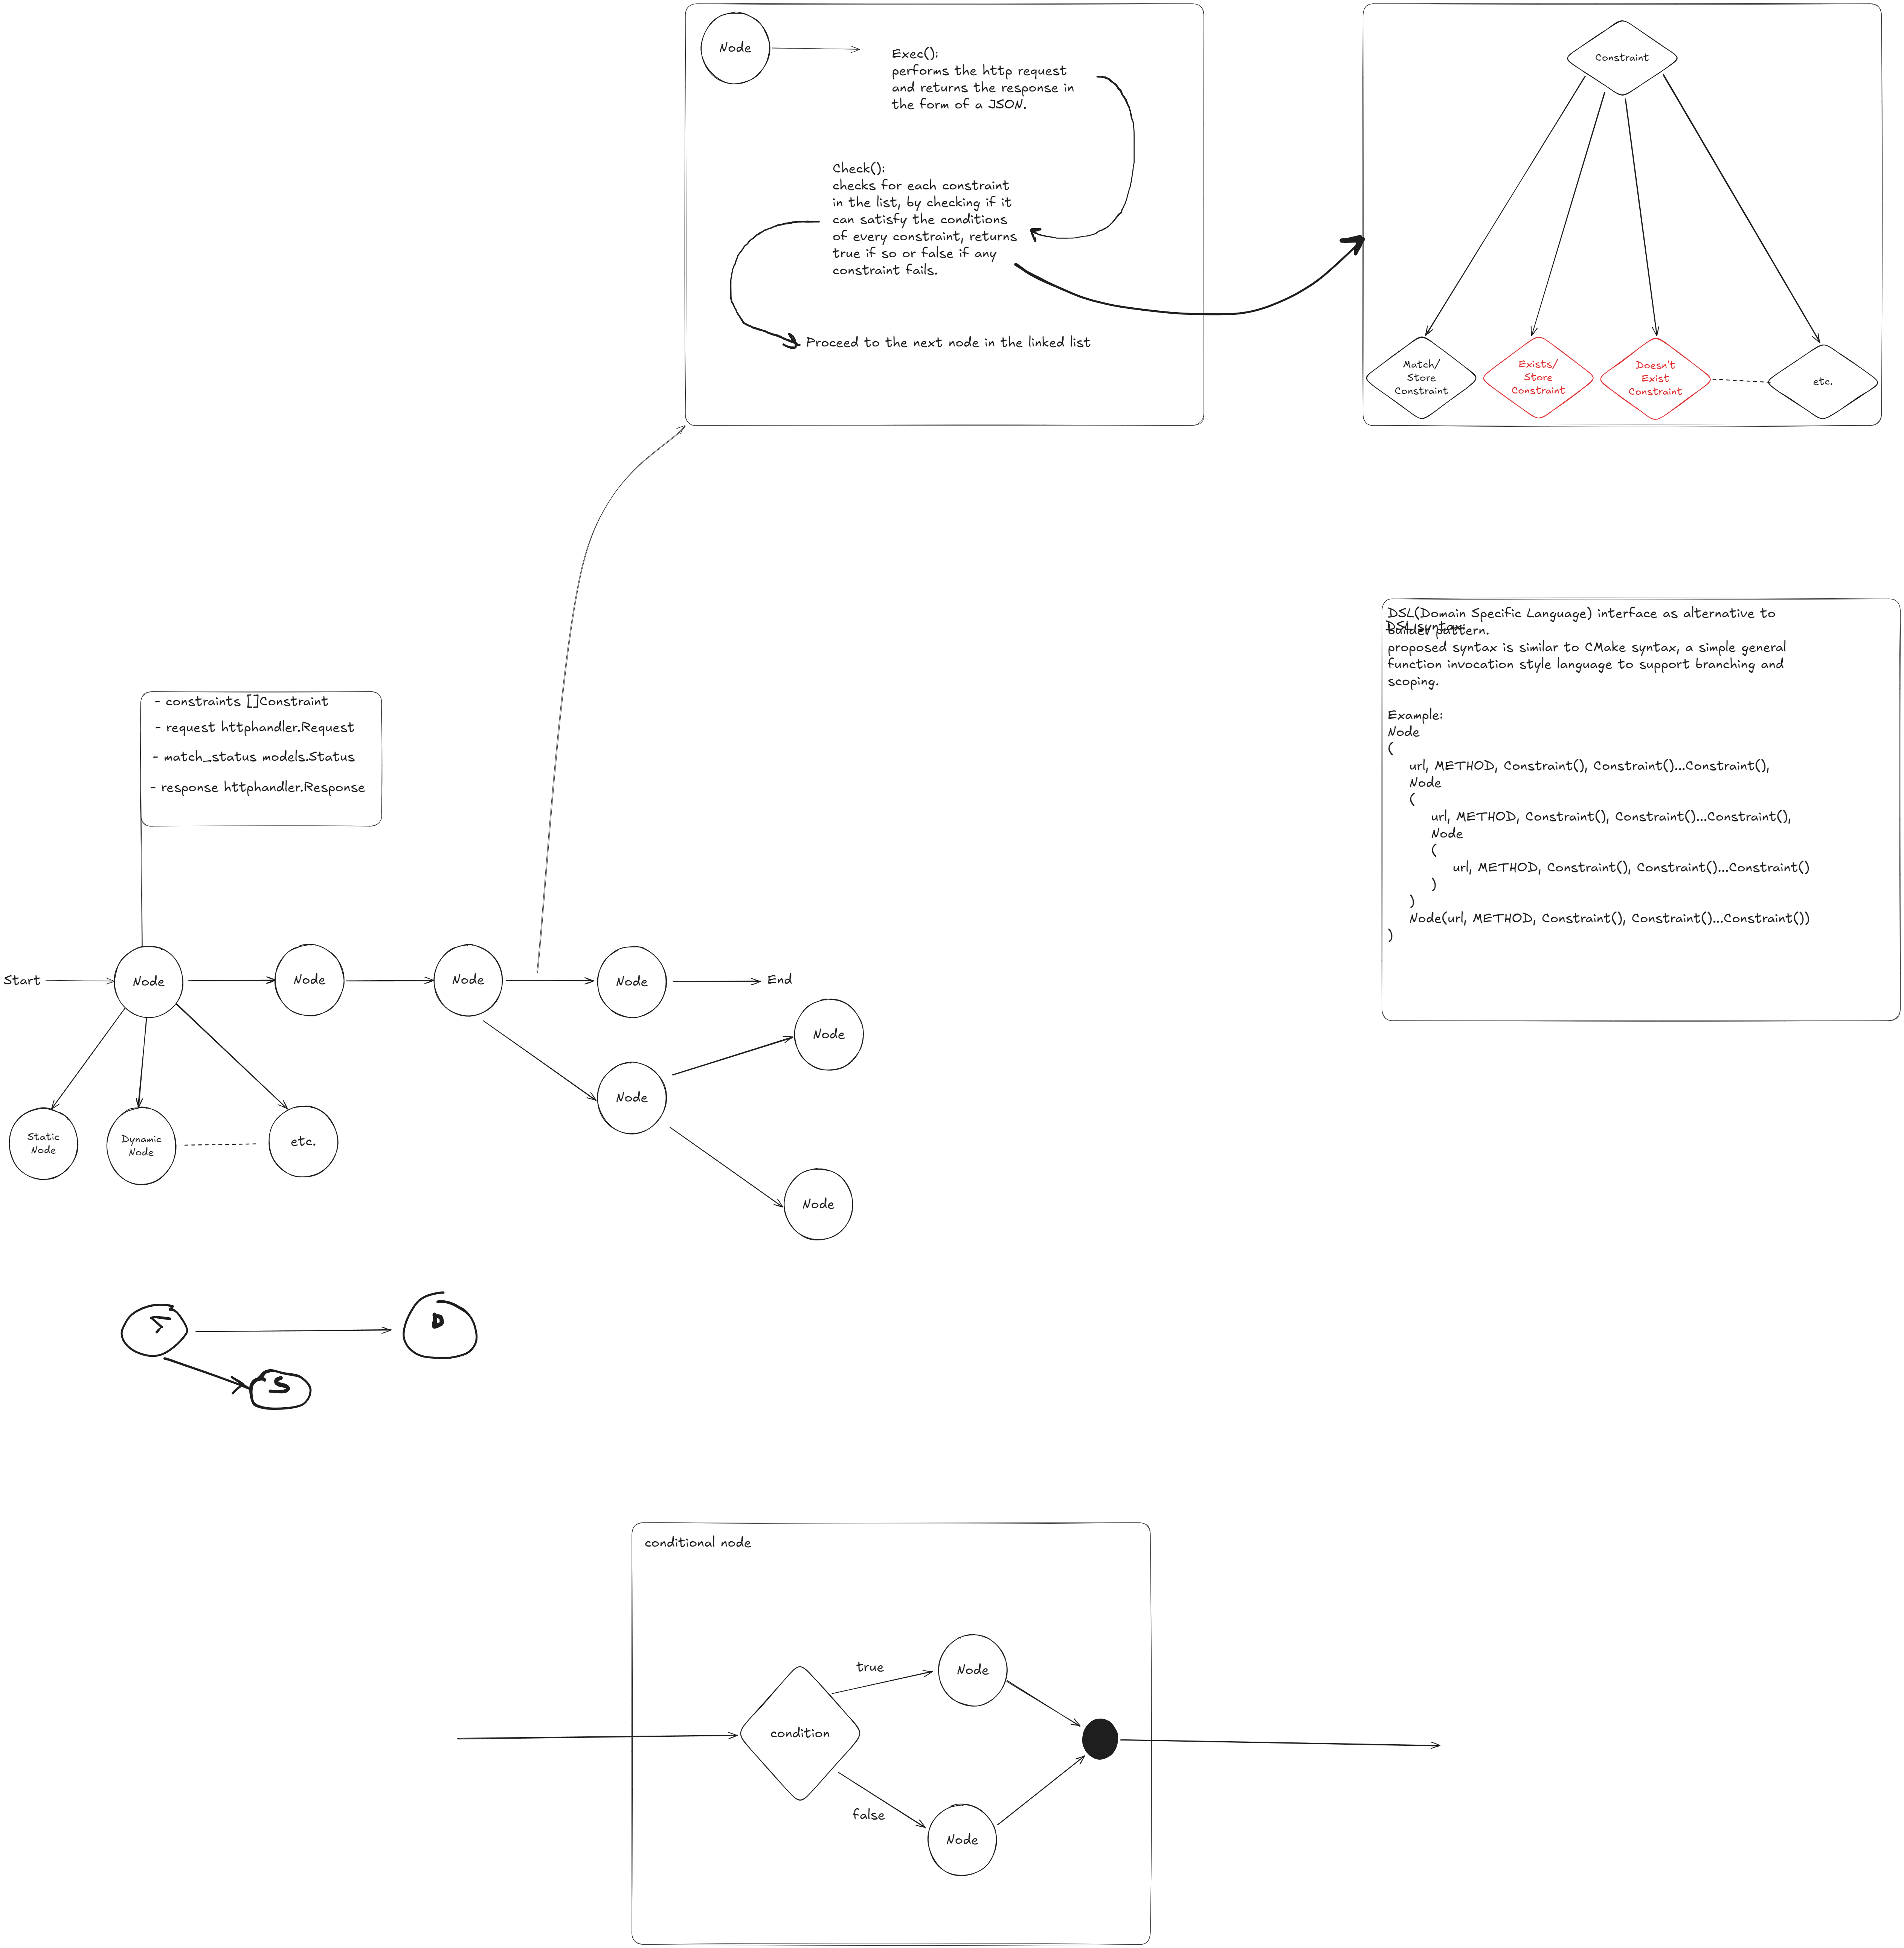 Node
Exec():
performs the http request
and returns the response in
the form of a JSON.
Check():
checks for each constraint
in the list, by checking if it
can satisfy the conditions
of every constraint, returns
true if so or false if any
constraint fails.
Proceed to the next node in the linked list
Constraint
Match/
Store
Constraint
Exists/
Store
Constraint
Doesn't
Exist
Constraint
etc.
DSL(Domain Specific Language) interface as alternative to
DSL syntax:
builder pattern.
proposed syntax is similar to CMake syntax, a simple general
function invocation style language to support branching and
scoping.
Example:
Node
(
url, METHOD, Constraint(), Constraint()...Constraint(),
Node
(
url, METHOD, Constraint(), Constraint()...Constraint(),
Node
(
url, METHOD, Constraint(), Constraint()...Constraint()
)
)
Node(url, METHOD, Constraint(), Constraint()...Constraint())
)
- constraints []Constraint
- request httphandler.Request
- match_status models.Status
- response httphandler.Response
Start
Node
Node
Node
Node
End
Node
Node
Node
Static
Node
Dynamic
Node
etc.
D
S
conditional node
condition
true
false
Node
Node